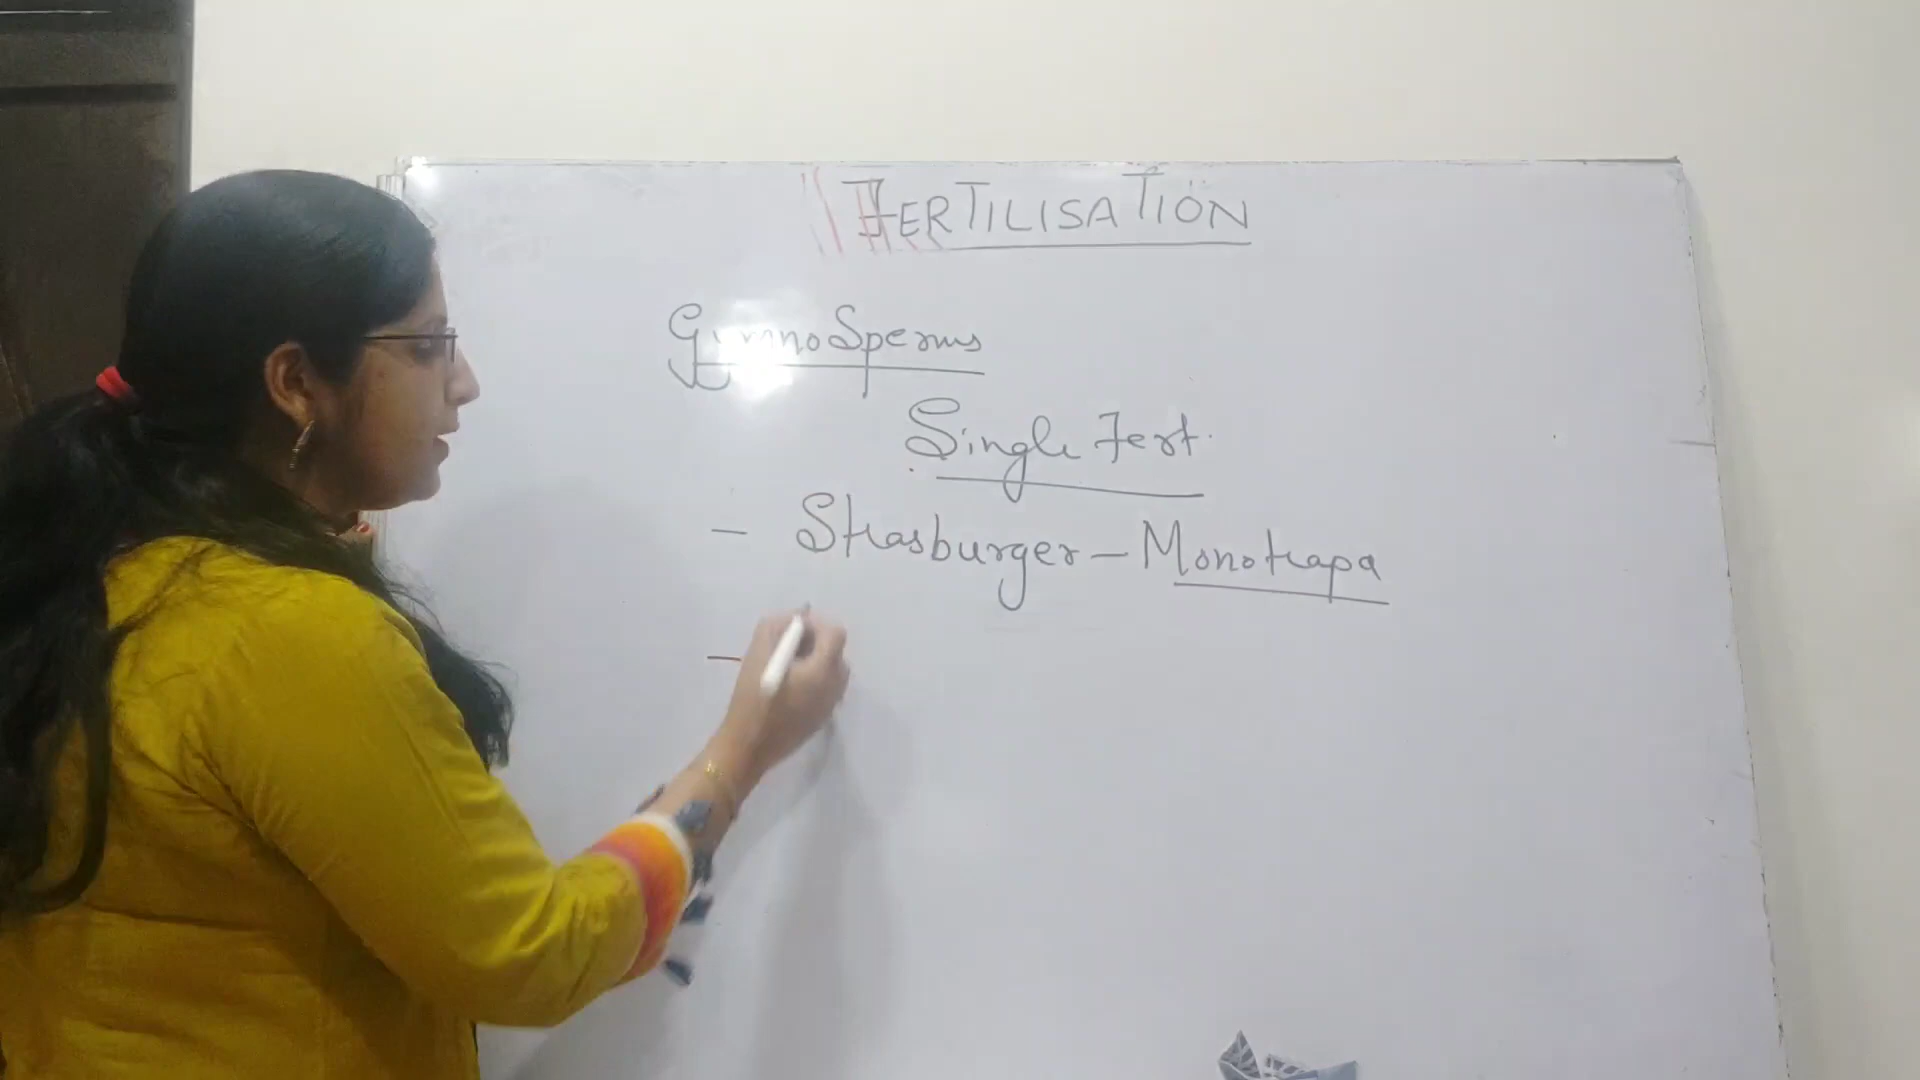 FERTILISATION
GymnoSperms
Single Fert.
- Strasburger - Monotrapa
-